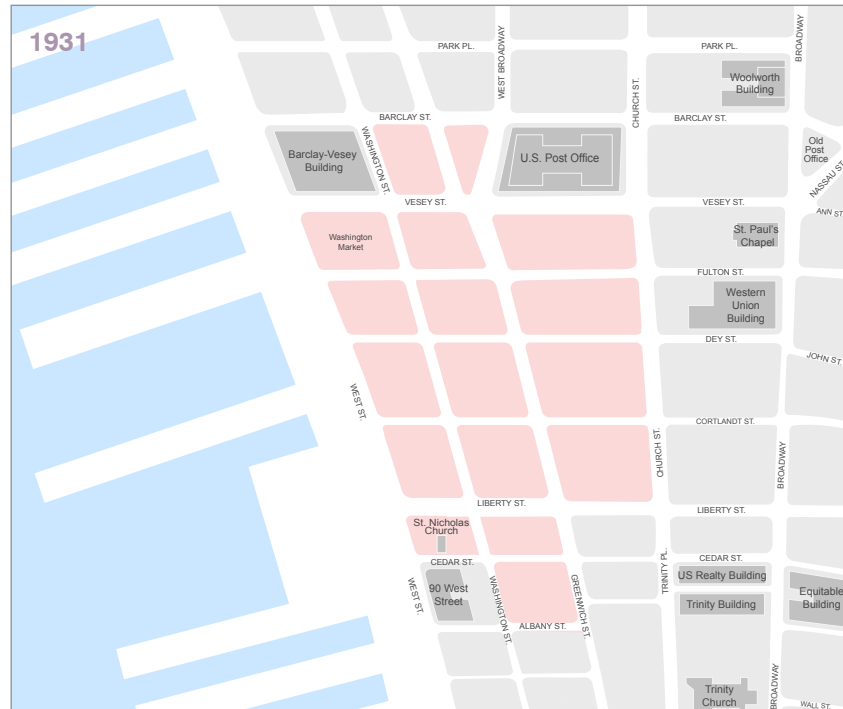 1931
PARK PL.
PARK PL.
WEST BROADWAY
BROADWAY
CHURCH ST.
Woolworth
Building
BARCLAY ST.
BARCLAY ST.
Barclay-Vesey
Building
WASHINGTON ST.
U.S. Post Office
Old
Post
Office
NASSAU ST.
VESEY ST.
VESEY ST.
ANN ST.
Washington
Market
St. Paul's
Chapel
FULTON ST.
Western
Union
Building
DEY ST.
JOHN ST.
WEST ST.
CORTLANDT ST.
CHURCH ST.
BROADWAY
LIBERTY ST.
LIBERTY ST.
St. Nicholas
Church
CEDAR ST.
CEDAR ST.
TRINITY PL.
US Realty Building
WEST ST.
90 West
Street
WASHINGTON ST.
GREENWICH ST.
Trinity Building
Equitable
Building
ALBANY ST.
Trinity
Church
BROADWAY
WALL ST.